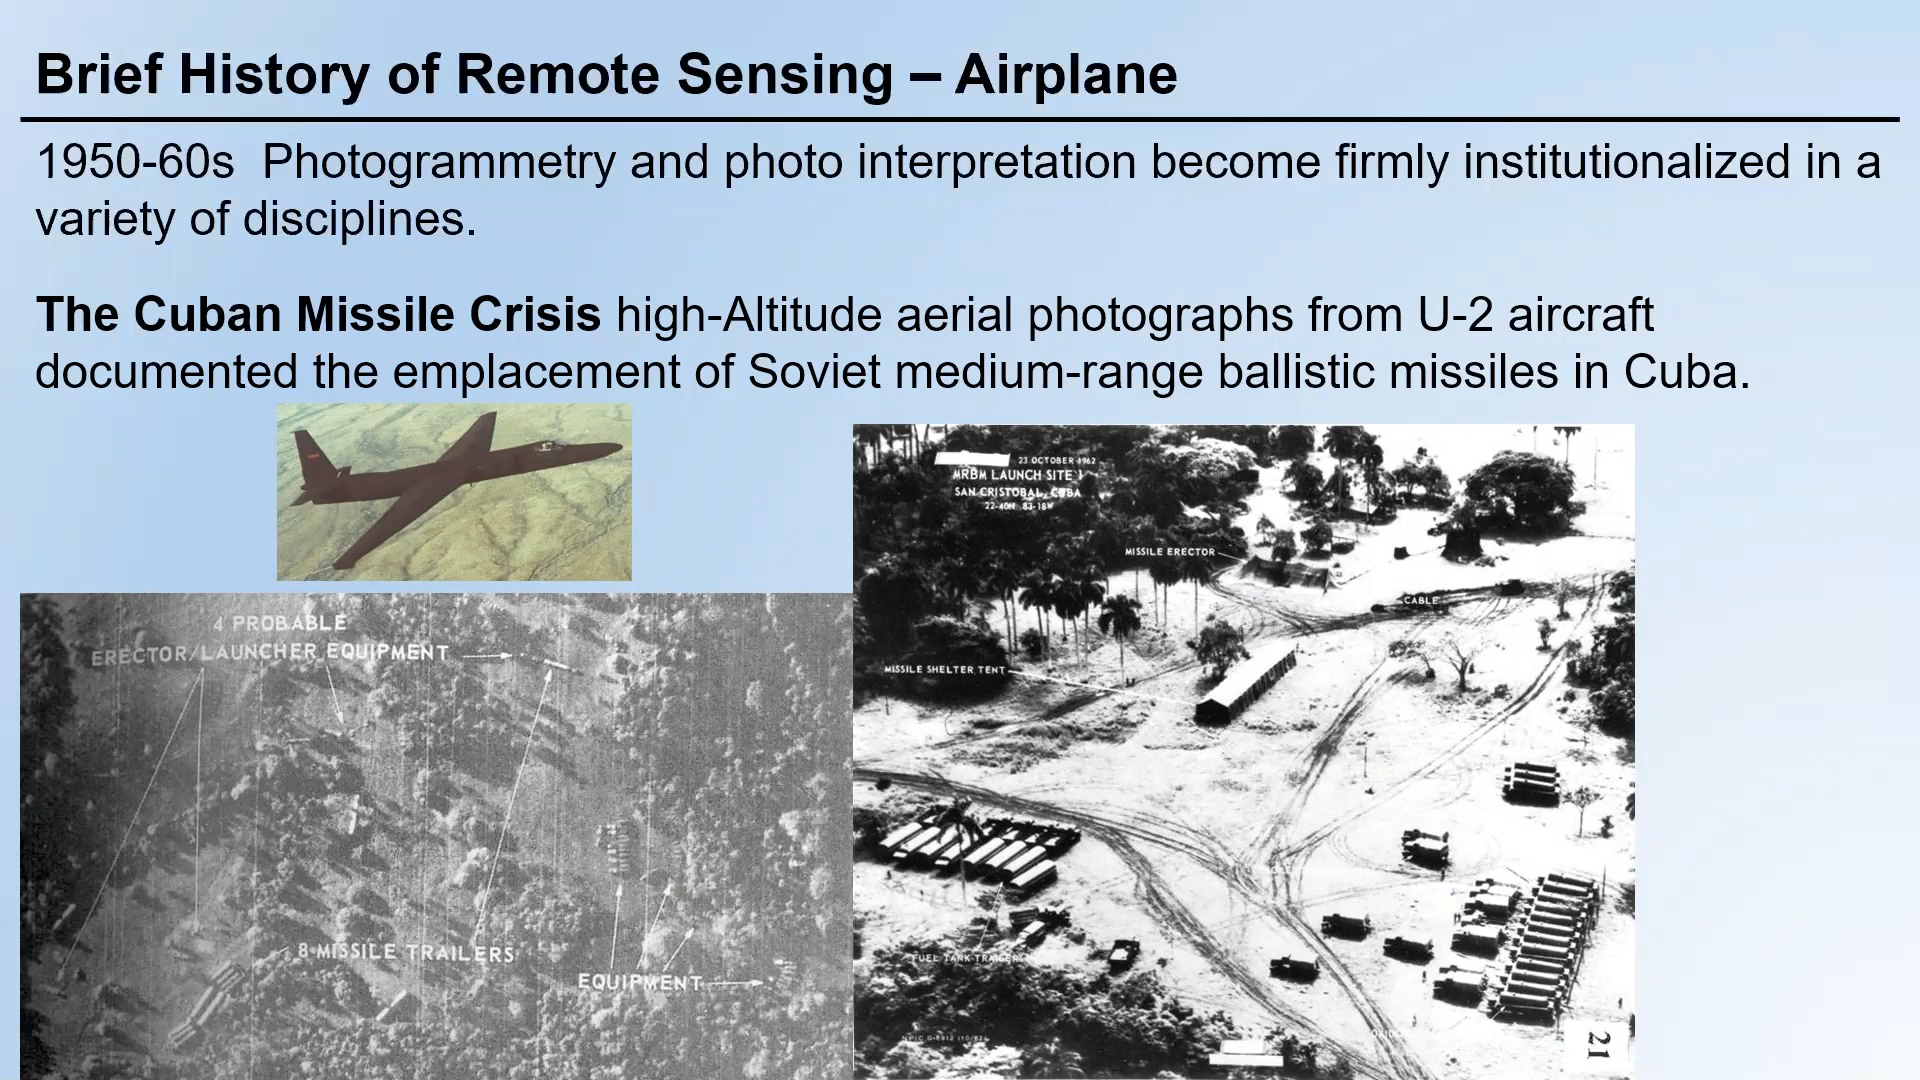 Brief History of Remote Sensing – Airplane
1950-60s  Photogrammetry and photo interpretation become firmly institutionalized in a
variety of disciplines.
The Cuban Missile Crisis high-Altitude aerial photographs from U-2 aircraft
documented the emplacement of Soviet medium-range ballistic missiles in Cuba.
4 PROBABLE
ERECTOR/LAUNCHER EQUIPMENT
8 MISSILE TRAILERS
EQUIPMENT
23 OCTOBER 1962
MRBM LAUNCH SITE 1
SAN CRISTOBAL, CUBA
22-40N 83-18W
MISSILE ERECTOR
CABLE
MISSILE SHELTER TENT
FUEL TANK TRAILERS
21